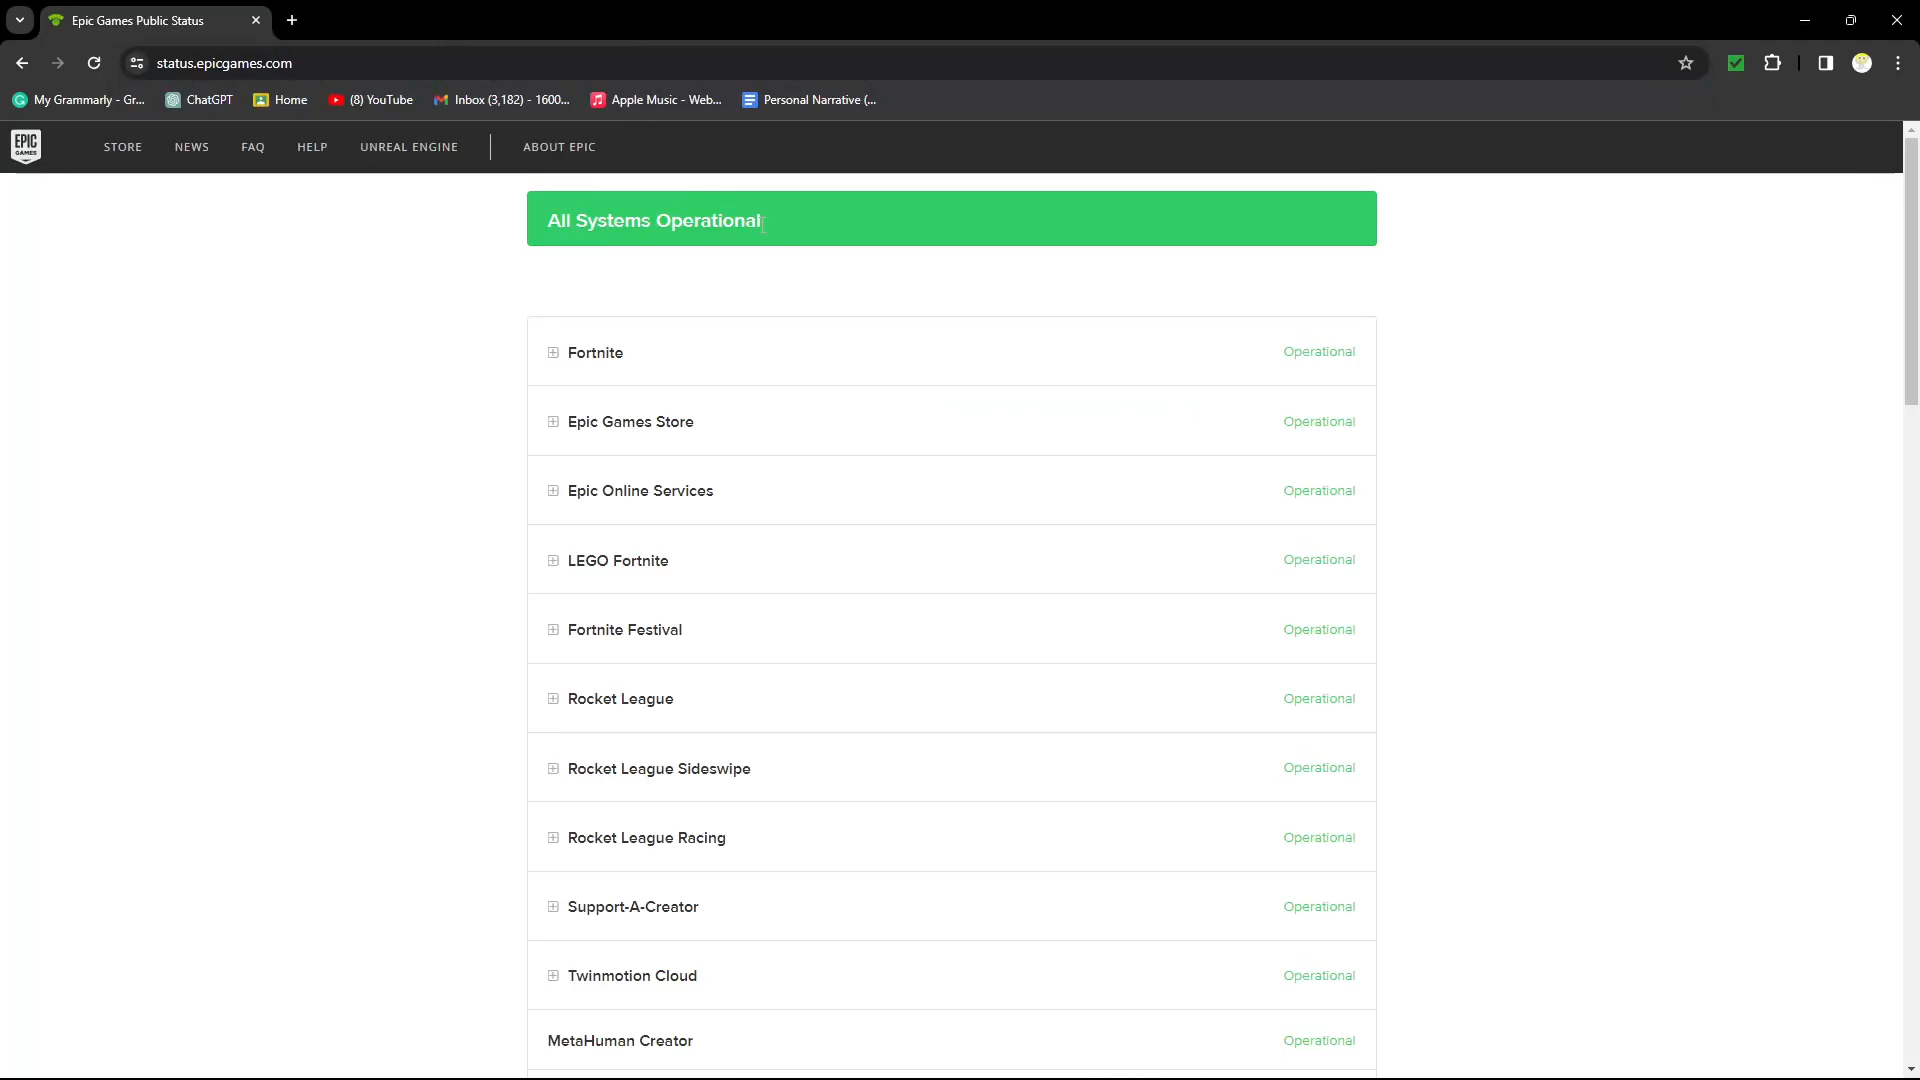 Epic Games Public Status
status.epicgames.com
My Grammarly - Gr... ChatGPT Home (8) YouTube Inbox (3,182) - 1600... Apple Music - Web... Personal Narrative (...
EPIC GAMES STORE NEWS FAQ HELP UNREAL ENGINE ABOUT EPIC
All Systems Operational
Fortnite Operational
Epic Games Store Operational
Epic Online Services Operational
LEGO Fortnite Operational
Fortnite Festival Operational
Rocket League Operational
Rocket League Sideswipe Operational
Rocket League Racing Operational
Support-A-Creator Operational
Twinmotion Cloud Operational
MetaHuman Creator Operational